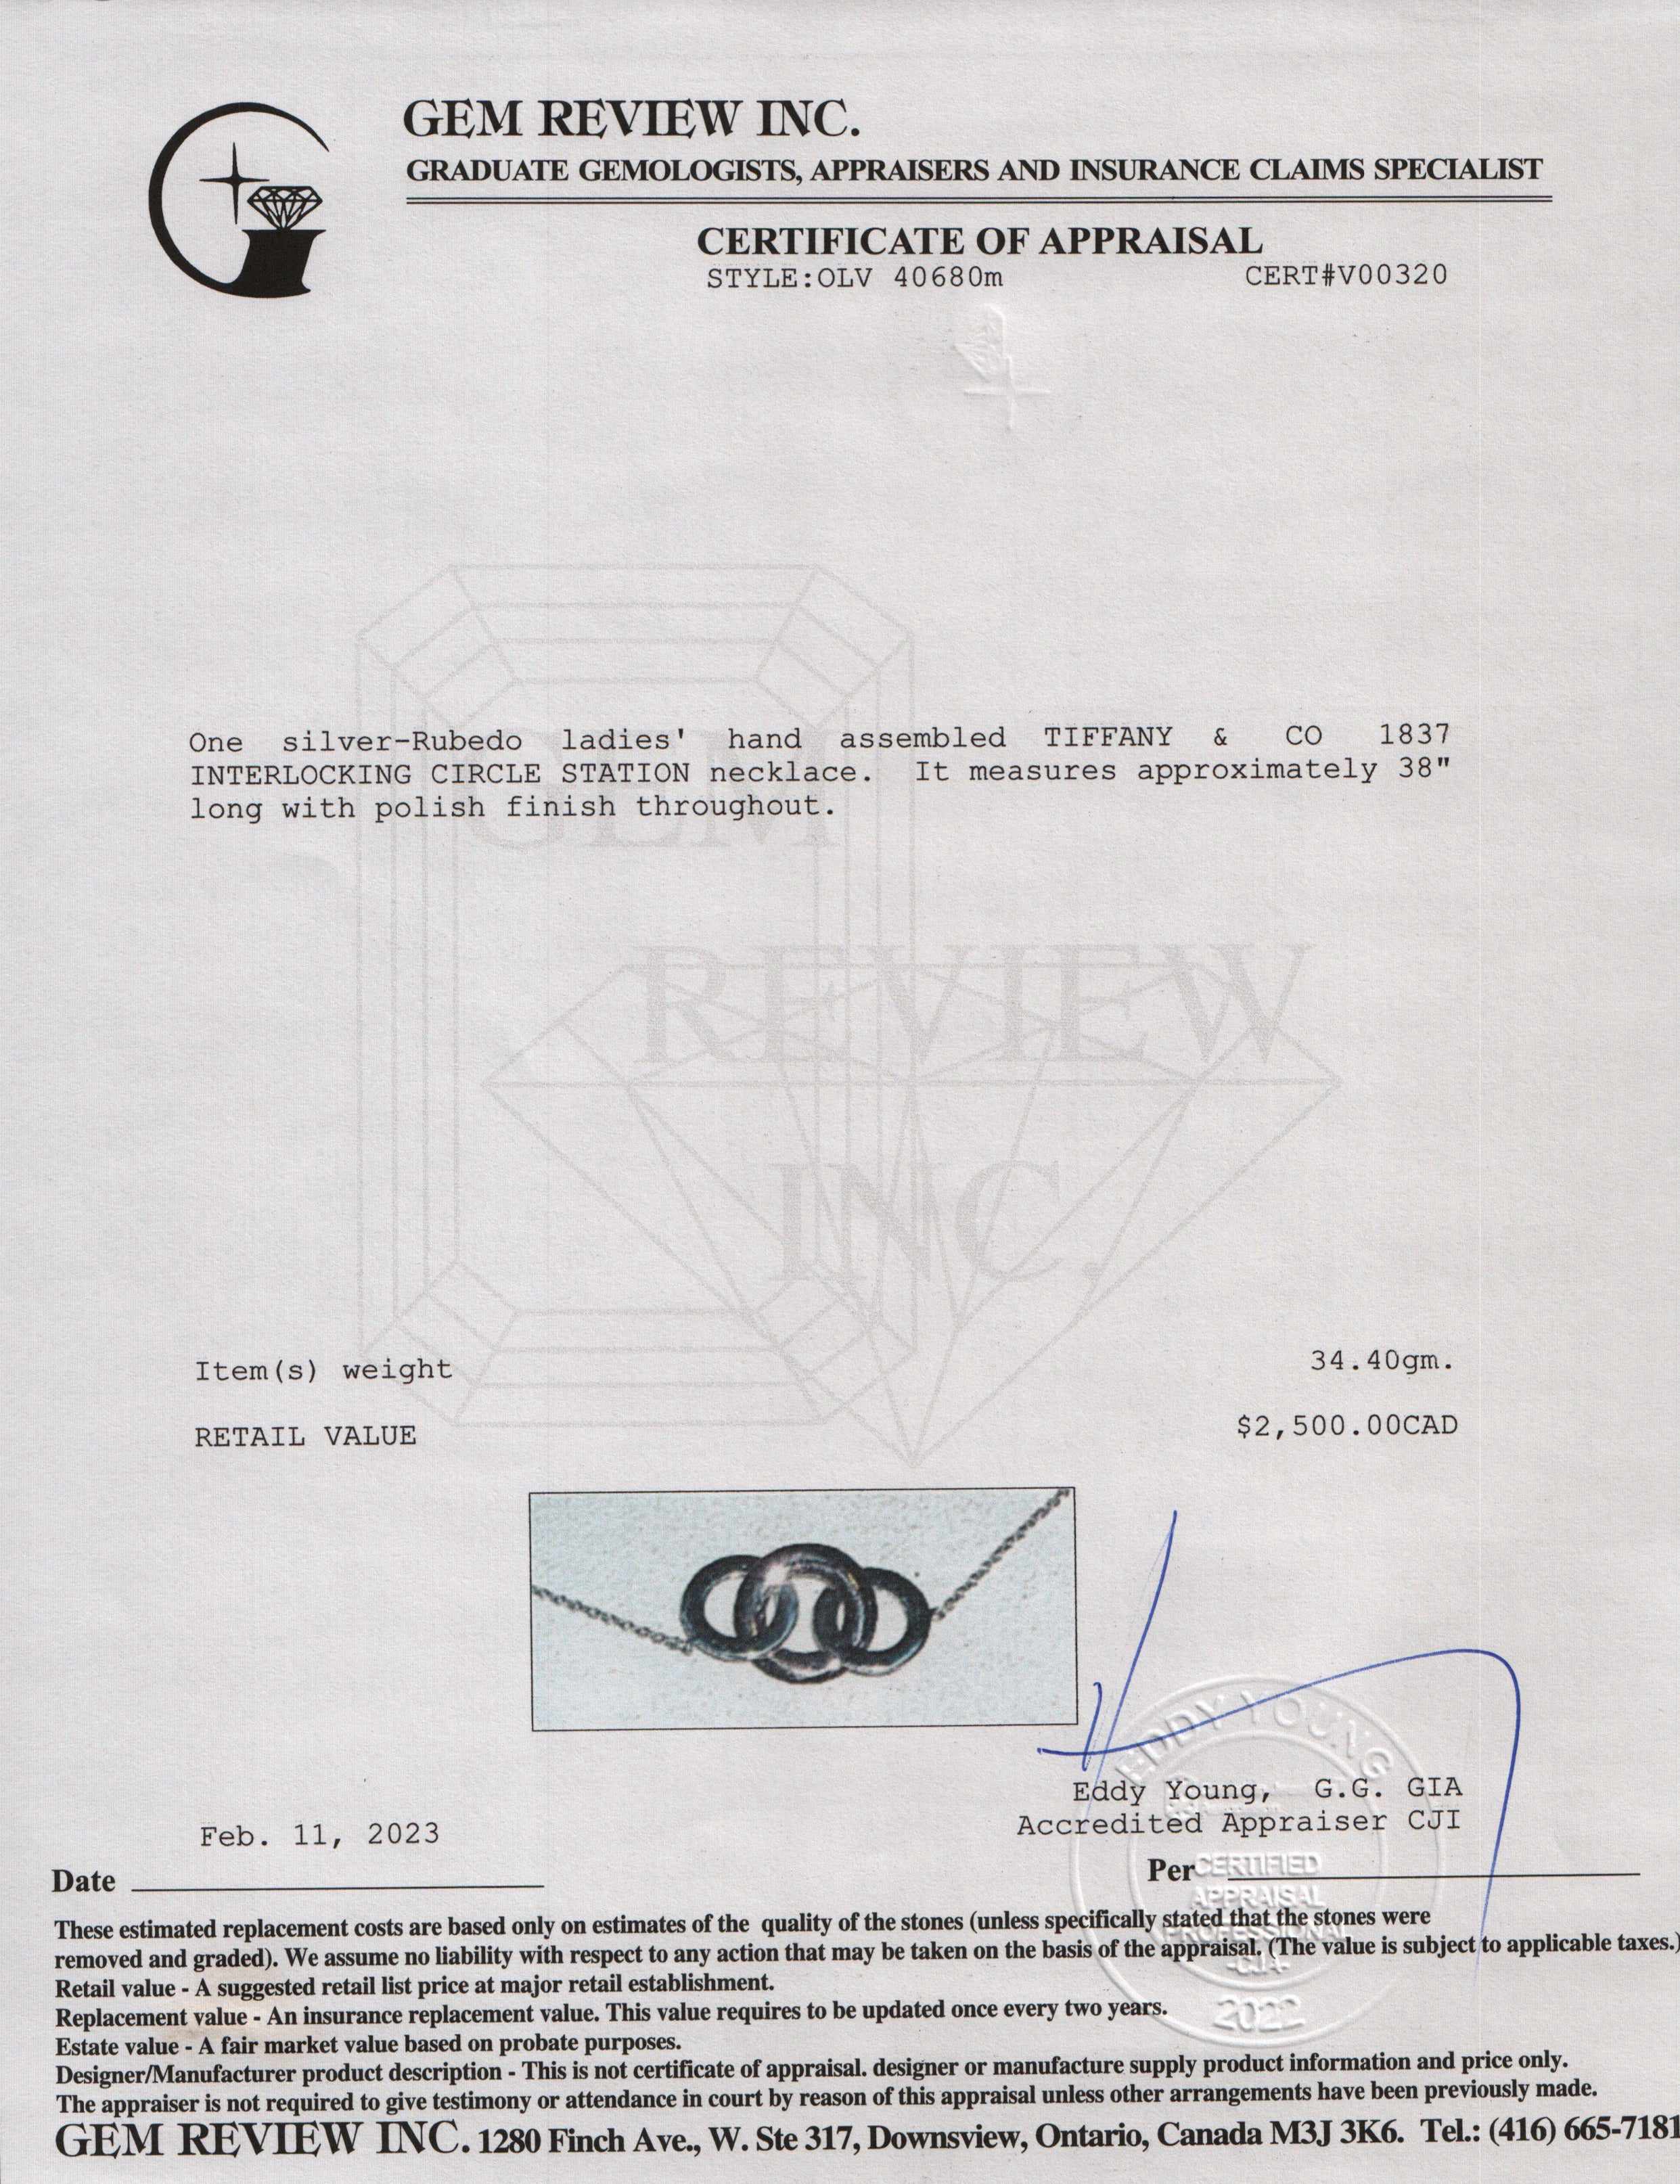 GEM REVIEW INC.
GRADUATE GEMOLOGISTS, APPRAISERS AND INSURANCE CLAIMS SPECIALIST
CERTIFICATE OF APPRAISAL
STYLE:OLV 40680m CERT#V00320
One silver-Rubedo ladies' hand assembled TIFFANY & CO 1837
INTERLOCKING CIRCLE STATION necklace. It measures approximately 38"
long with polish finish throughout.
GEM
REVIEW
INC.
Item(s) weight 34.40gm.
RETAIL VALUE $2,500.00CAD
EDDY YOUNG
Eddy Young, G.G. GIA
Accredited Appraiser CJI
Feb. 11, 2023
Date
Per
CERTIFIED
APPRAISAL
PROFESSIONAL
-CJA-
2022
These estimated replacement costs are based only on estimates of the quality of the stones (unless specifically stated that the stones were
removed and graded). We assume no liability with respect to any action that may be taken on the basis of the appraisal. (The value is subject to applicable taxes.)
Retail value - A suggested retail list price at major retail establishment.
Replacement value - An insurance replacement value. This value requires to be updated once every two years.
Estate value - A fair market value based on probate purposes.
Designer/Manufacturer product description - This is not certificate of appraisal. designer or manufacture supply product information and price only.
The appraiser is not required to give testimony or attendance in court by reason of this appraisal unless other arrangements have been previously made.
GEM REVIEW INC. 1280 Finch Ave., W. Ste 317, Downsview, Ontario, Canada M3J 3K6. Tel.: (416) 665-7181